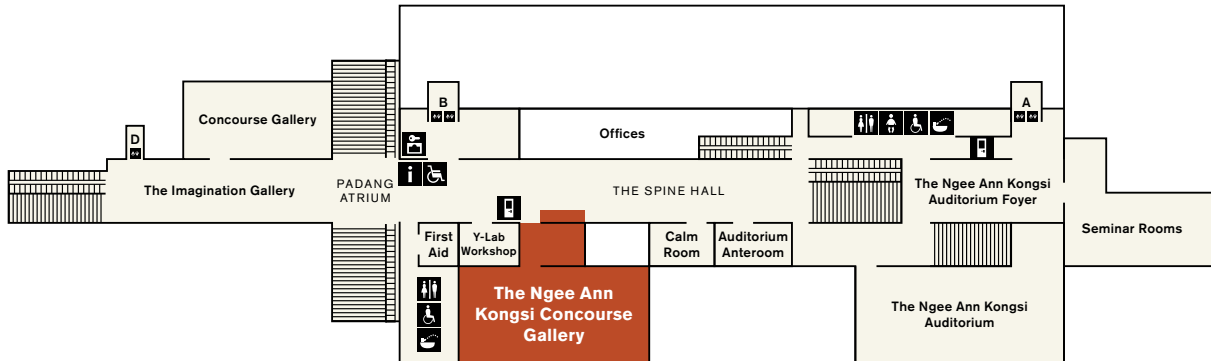 B
A
Concourse Gallery
D
Offices
i
The Imagination Gallery
PADANG
ATRIUM
THE SPINE HALL
The Ngee Ann Kongsi
Auditorium Foyer
First
Aid
Y-Lab
Workshop
Calm
Room
Auditorium
Anteroom
Seminar Rooms
The Ngee Ann
Kongsi Concourse
Gallery
The Ngee Ann Kongsi
Auditorium